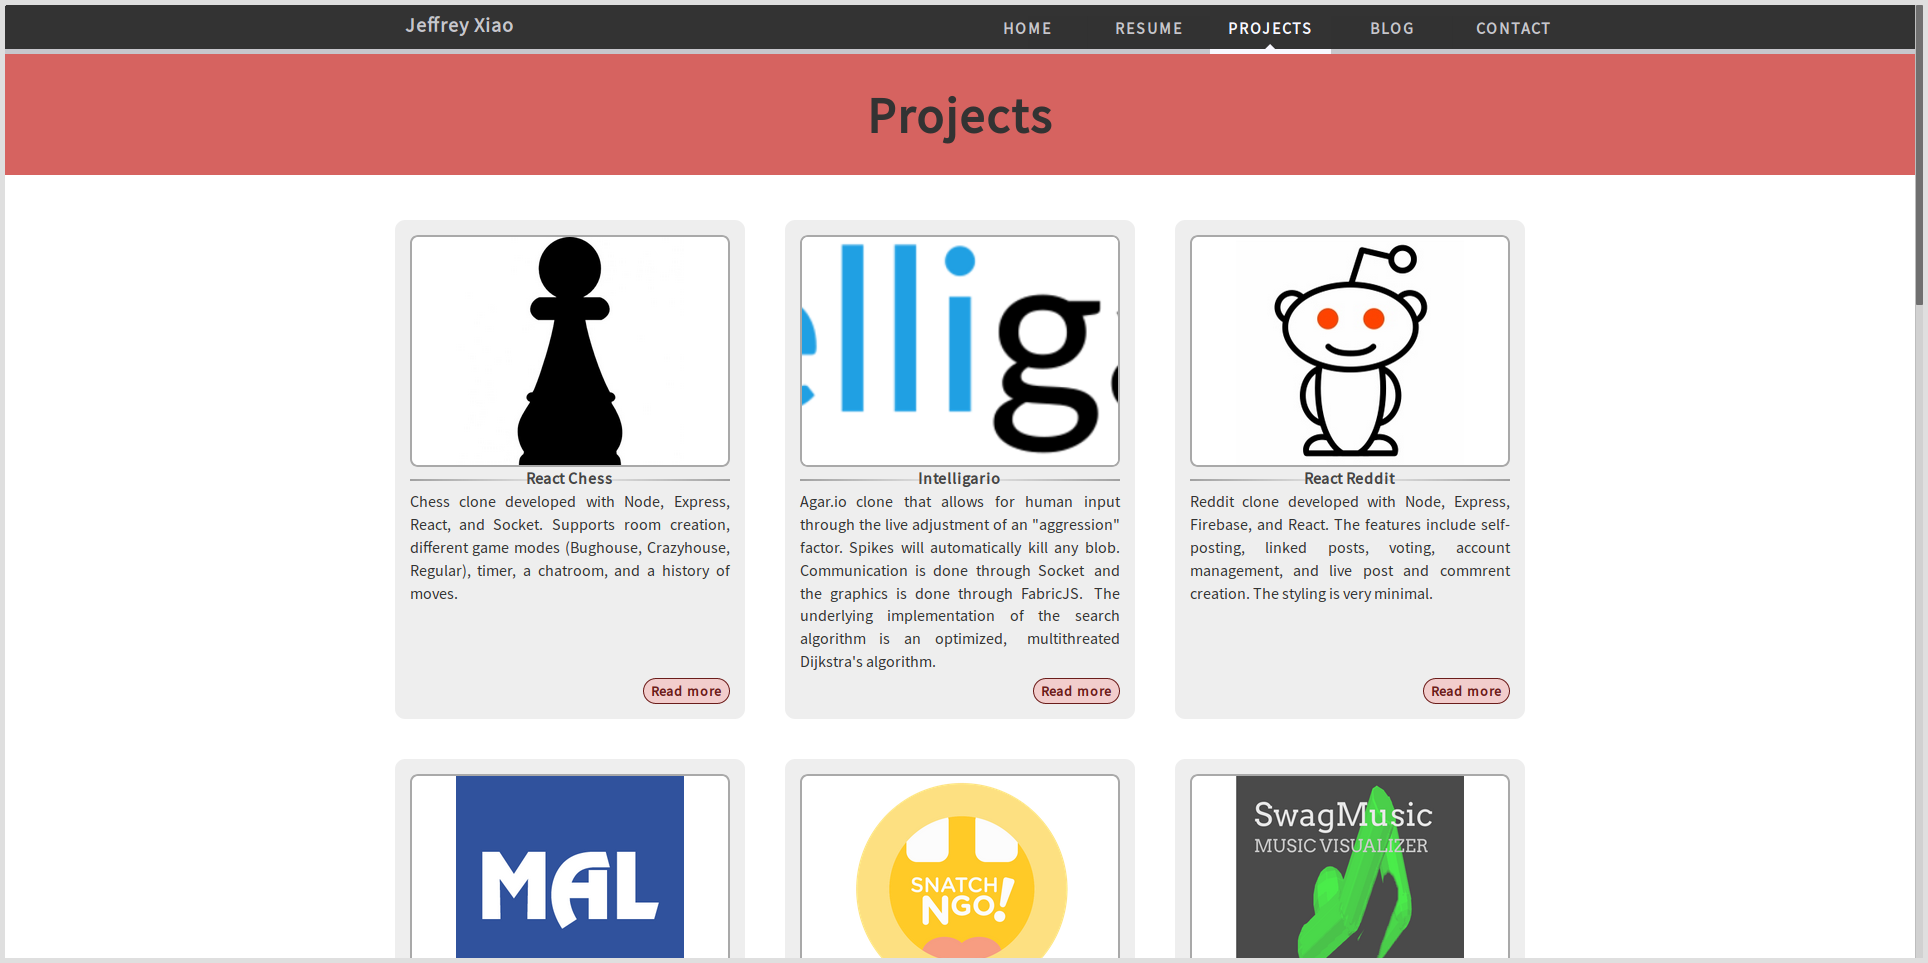 Jeffrey Xiao
HOME RESUME PROJECTS BLOG CONTACT
Projects
ellig
React Chess
Chess clone developed with Node, Express,
React, and Socket. Supports room creation,
different game modes (Bughouse, Crazyhouse,
Regular), timer, a chatroom, and a history of
moves.
Read more
Intelligario
Agar.io clone that allows for human input
through the live adjustment of an "aggression"
factor. Spikes will automatically kill any blob.
Communication is done through Socket and
the graphics is done through FabricJS. The
underlying implementation of the search
algorithm is an optimized, multithreated
Dijkstra's algorithm.
Read more
React Reddit
Reddit clone developed with Node, Express,
Firebase, and React. The features include self-
posting, linked posts, voting, account
management, and live post and commrent
creation. The styling is very minimal.
Read more
MAL
SNATCH
NGO!
SwagMusic
MUSIC VISUALIZER